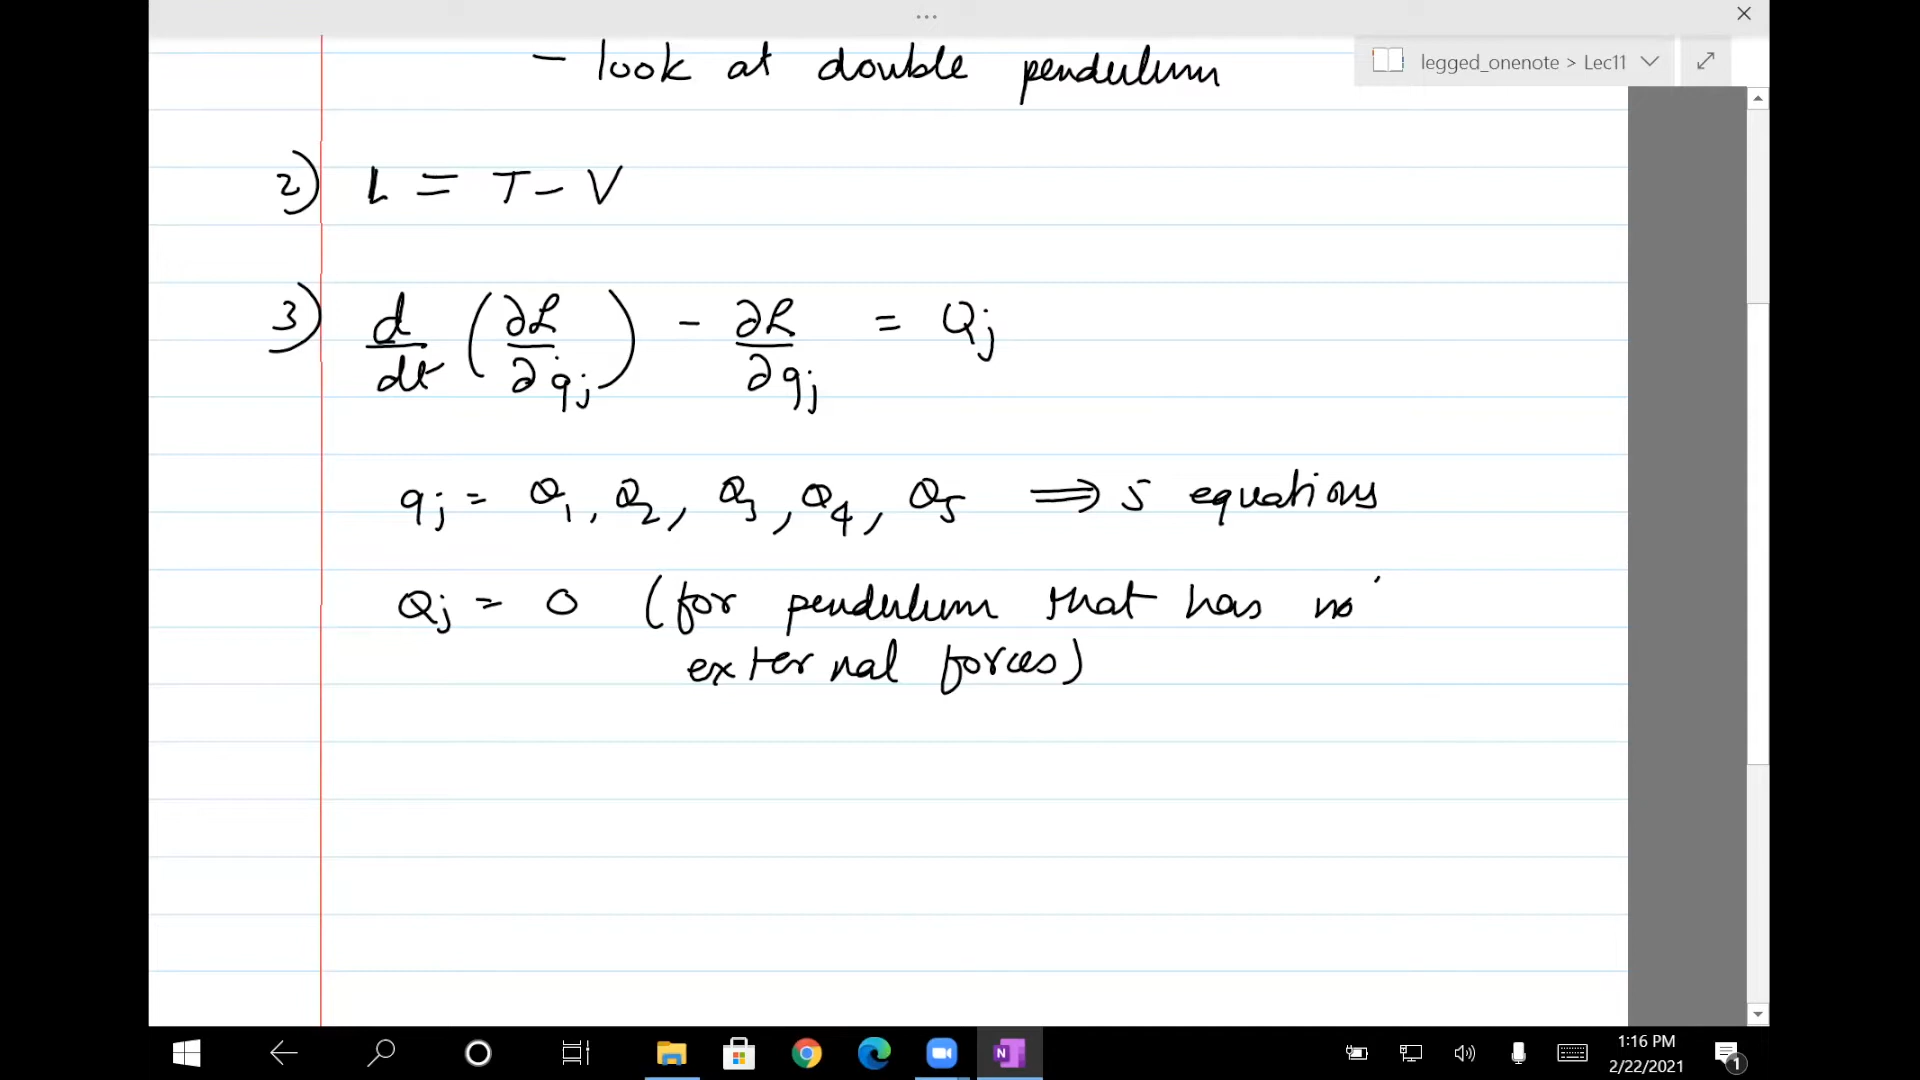 ...
legged_onenote > Lec11
- look at double pendulum
2) L = T - V
3) d/dt (∂L/∂q̇j) - ∂L/∂qj = Qj
qj = θ1, θ2, θ3, θ4, θ5 ⟹ 5 equations
Qj = 0 (for pendulum that has no
external forces)
1:16 PM
2/22/2021
1